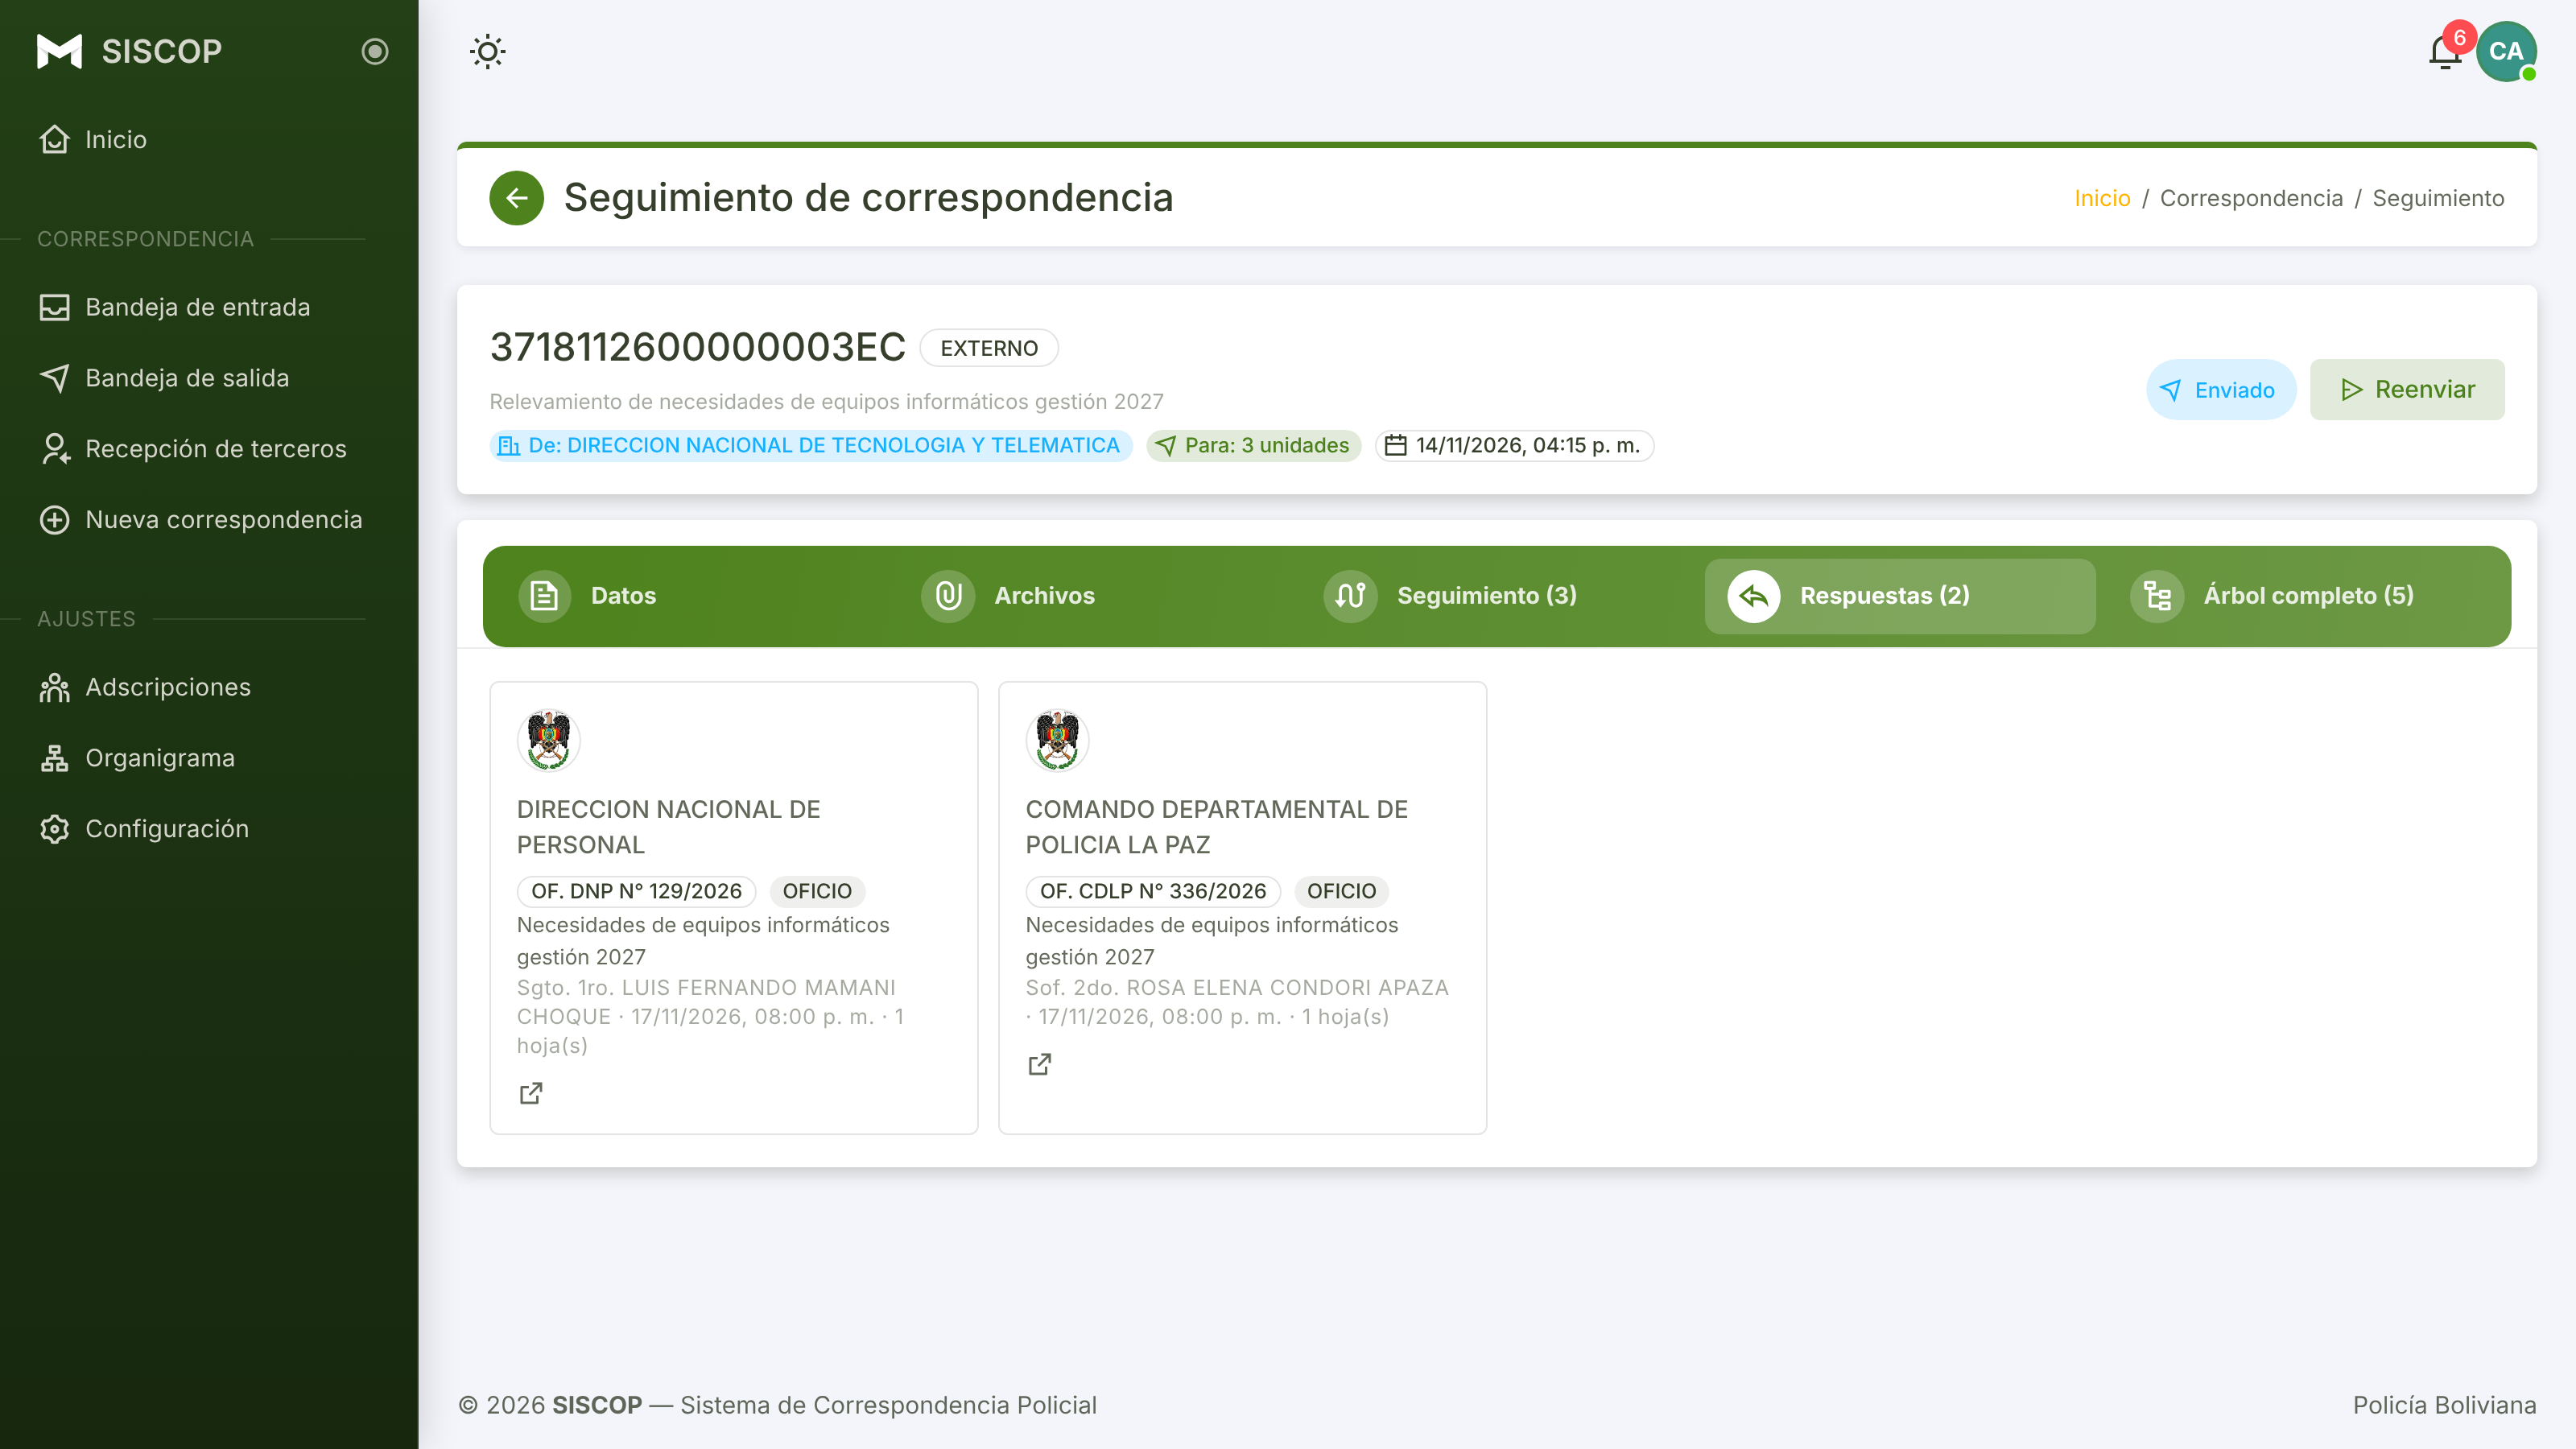 SISCOP
Inicio
CORRESPONDENCIA
Bandeja de entrada
Bandeja de salida
Recepción de terceros
Nueva correspondencia
AJUSTES
Adscripciones
Organigrama
Configuración
6
CA
Seguimiento de correspondencia
Inicio / Correspondencia / Seguimiento
3718112600000003EC
EXTERNO
Relevamiento de necesidades de equipos informáticos gestión 2027
De: DIRECCION NACIONAL DE TECNOLOGIA Y TELEMATICA
Para: 3 unidades
14/11/2026, 04:15 p. m.
Enviado
Reenviar
Datos
Archivos
Seguimiento (3)
Respuestas (2)
Árbol completo (5)
DIRECCION NACIONAL DE
PERSONAL
OF. DNP N° 129/2026
OFICIO
Necesidades de equipos informáticos
gestión 2027
Sgto. 1ro. LUIS FERNANDO MAMANI
CHOQUE · 17/11/2026, 08:00 p. m. · 1
hoja(s)
COMANDO DEPARTAMENTAL DE
POLICIA LA PAZ
OF. CDLP N° 336/2026
OFICIO
Necesidades de equipos informáticos
gestión 2027
Sof. 2do. ROSA ELENA CONDORI APAZA
· 17/11/2026, 08:00 p. m. · 1 hoja(s)
© 2026 SISCOP — Sistema de Correspondencia Policial
Policía Boliviana